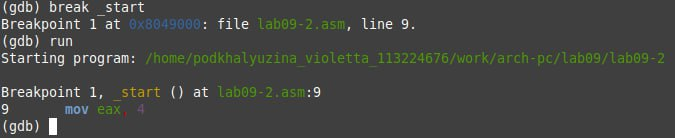 (gdb) break _start
Breakpoint 1 at 0x8049000: file lab09-2.asm, line 9.
(gdb) run
Starting program: /home/podkhalyuzina_violetta_113224676/work/arch-pc/lab09/lab09-2
Breakpoint 1, _start () at lab09-2.asm:9
9 mov eax, 4
(gdb)